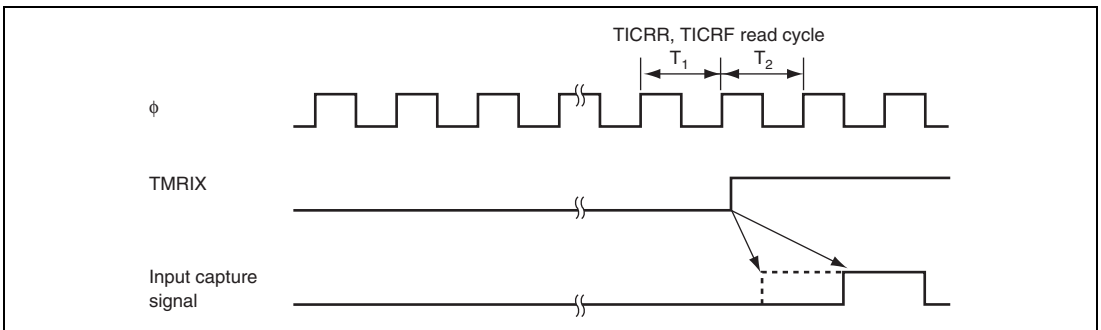 TICRR, TICRF read cycle
T₁ T₂
ϕ
TMRIX
Input capture
signal